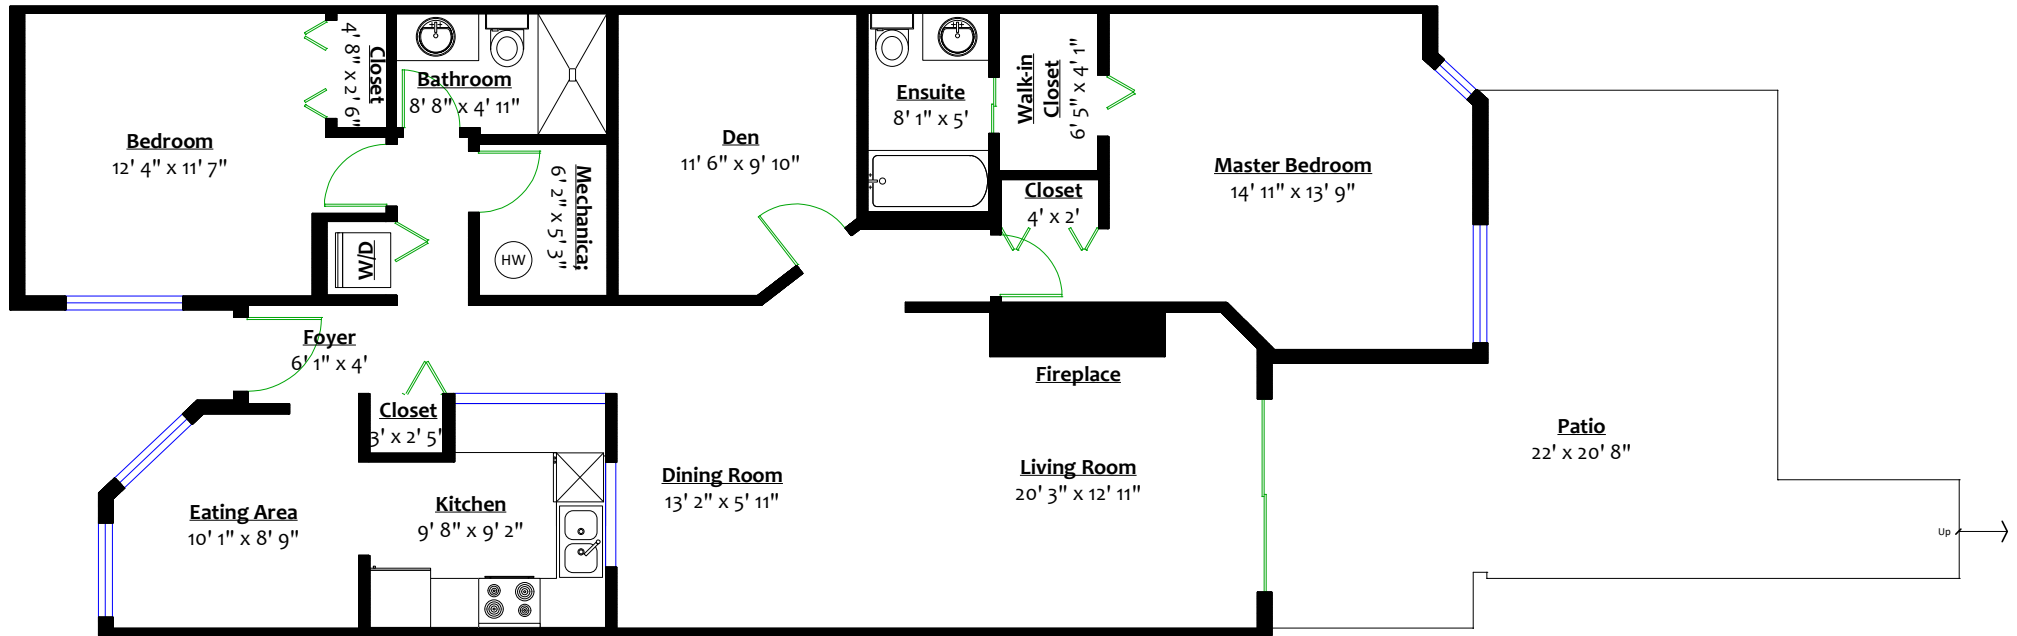 Bedroom
12' 4" x 11' 7"
Closet
4' 8" x 2' 6"
Bathroom
8' 8" x 4' 11"
Mechanica;
6' 2" x 5' 3"
HW
W/D
Den
11' 6" x 9' 10"
Ensuite
8' 1" x 5'
Walk-in
Closet
6' 5" x 4' 1"
Closet
4' x 2'
Master Bedroom
14' 11" x 13' 9"
Foyer
6' 1" x 4'
Closet
3' x 2' 5'
Fireplace
Eating Area
10' 1" x 8' 9"
Kitchen
9' 8" x 9' 2"
Dining Room
13' 2" x 5' 11"
Living Room
20' 3" x 12' 11"
Patio
22' x 20' 8"
Up